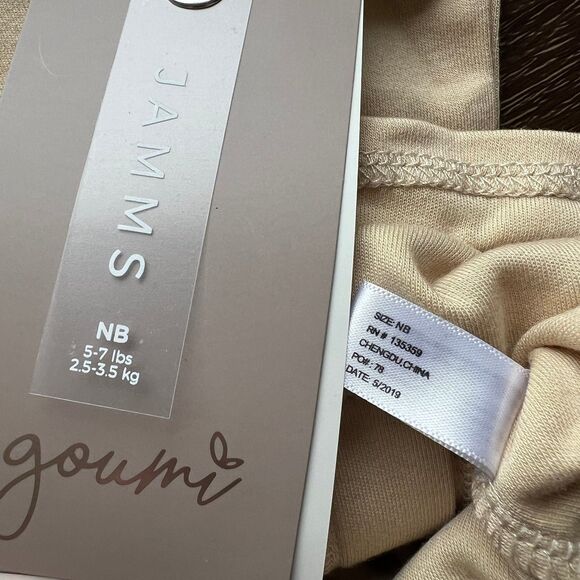 JAMMS
NB
5-7 lbs
2.5-3.5 kg
goumi
SIZE: NB
RN # 135359
CHENGDU,CHINA
PO#: 78
DATE: 5/2019